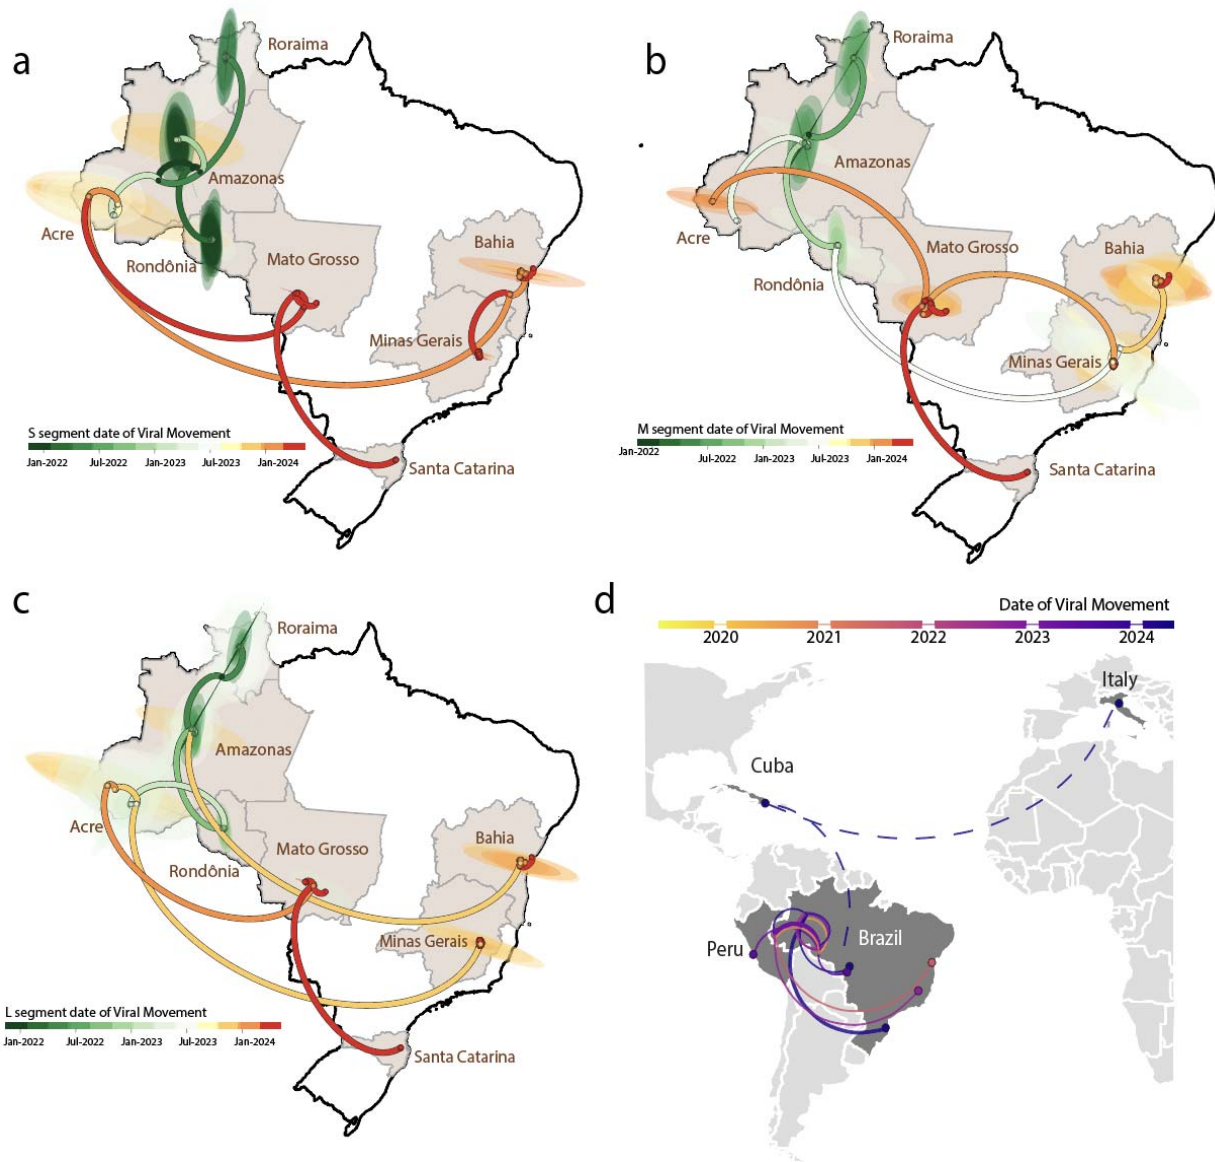 a
Roraima
Amazonas
Acre
Rondônia
Mato Grosso
Bahia
Minas Gerais
S segment date of Viral Movement
Jan-2022 Jul-2022 Jan-2023 Jul-2023 Jan-2024
Santa Catarina
b
Roraima
Amazonas
Acre
Mato Grosso
Bahia
Rondônia
Minas Gerais
M segment date of Viral Movement
Jan-2022 Jul-2022 Jan-2023 Jul-2023 Jan-2024
Santa Catarina
c
Roraima
Amazonas
Acre
Rondônia
Mato Grosso
Bahia
Minas Gerais
L segment date of Viral Movement
Jan-2022 Jul-2022 Jan-2023 Jul-2023 Jan-2024
Santa Catarina
d
Date of Viral Movement
2020 2021 2022 2023 2024
Italy
Cuba
Peru
Brazil